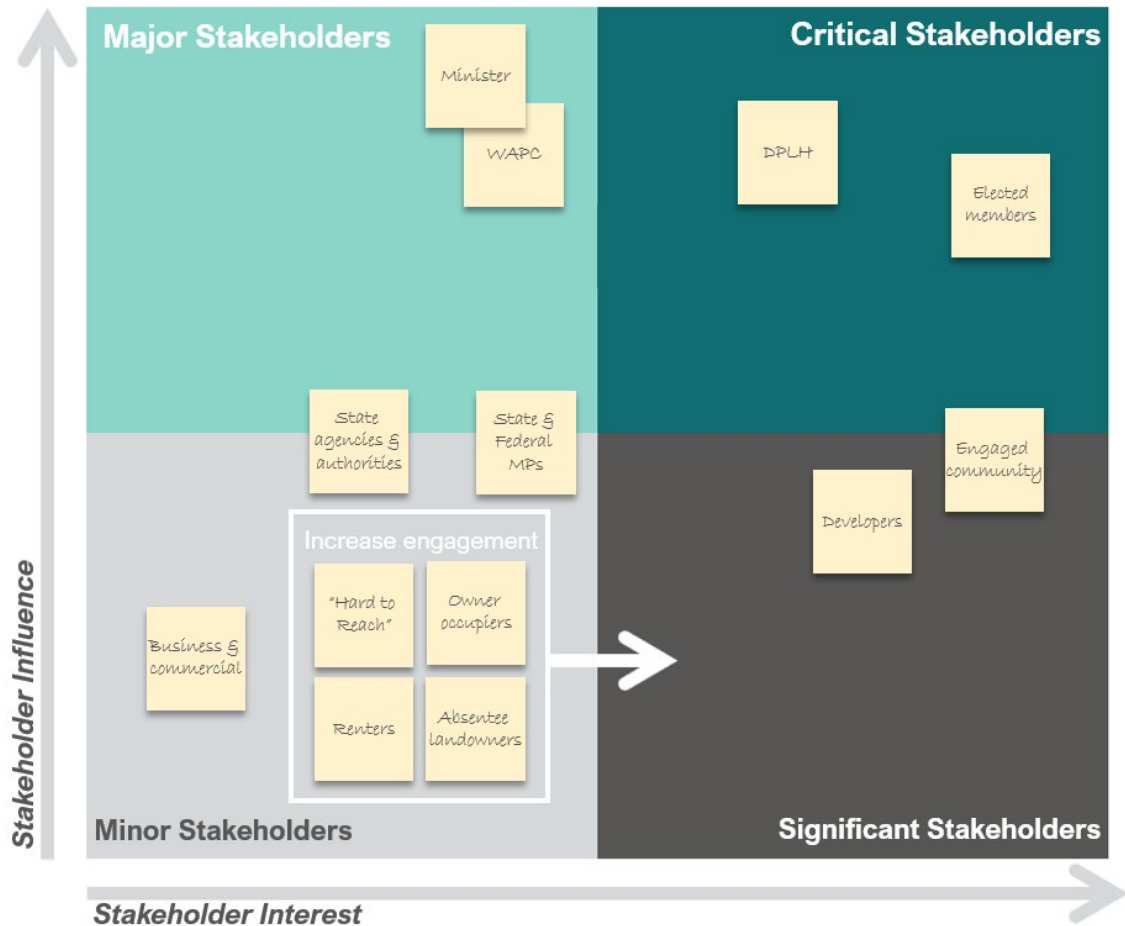 Major Stakeholders
Critical Stakeholders
Minister
WAPC
DPLH
Elected
members
State
agencies &
authorities
State &
Federal
MPs
Engaged
community
Developers
Increase engagement
"Hard to
Reach"
Owner
occupiers
Business &
commercial
Renters
Absentee
landowners
Minor Stakeholders
Significant Stakeholders
Stakeholder Influence
Stakeholder Interest